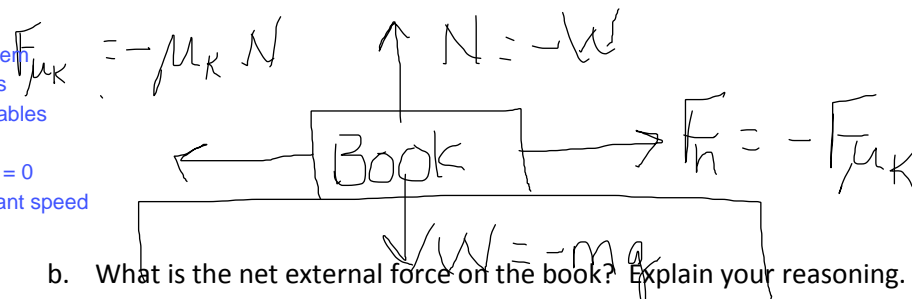 F_μK = -μ_K N
N = -W
em
s
ables
Book
F_h = -F_μK
= 0
ant speed
W = -mg
b. What is the net external force on the book? Explain your reasoning.